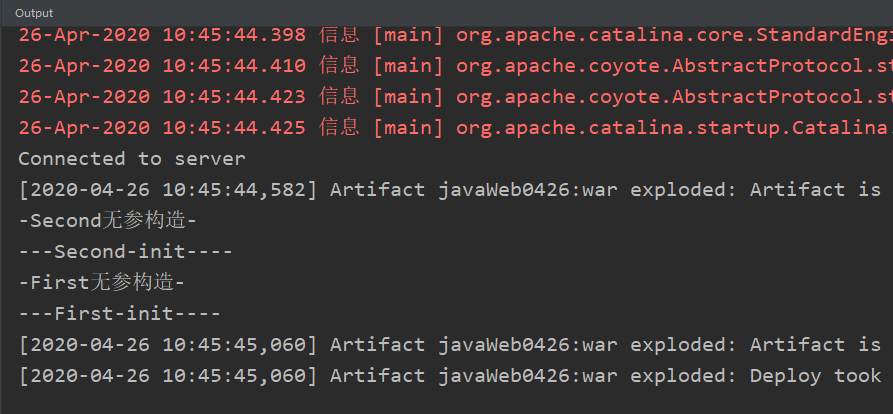 Output
26-Apr-2020 10:45:44.398 信息 [main] org.apache.catalina.core.StandardEngi
26-Apr-2020 10:45:44.410 信息 [main] org.apache.coyote.AbstractProtocol.st
26-Apr-2020 10:45:44.423 信息 [main] org.apache.coyote.AbstractProtocol.st
26-Apr-2020 10:45:44.425 信息 [main] org.apache.catalina.startup.Catalina.
Connected to server
[2020-04-26 10:45:44,582] Artifact javaWeb0426:war exploded: Artifact is
-Second无参构造-
---Second-init----
-First无参构造-
---First-init----
[2020-04-26 10:45:45,060] Artifact javaWeb0426:war exploded: Artifact is
[2020-04-26 10:45:45,060] Artifact javaWeb0426:war exploded: Deploy took